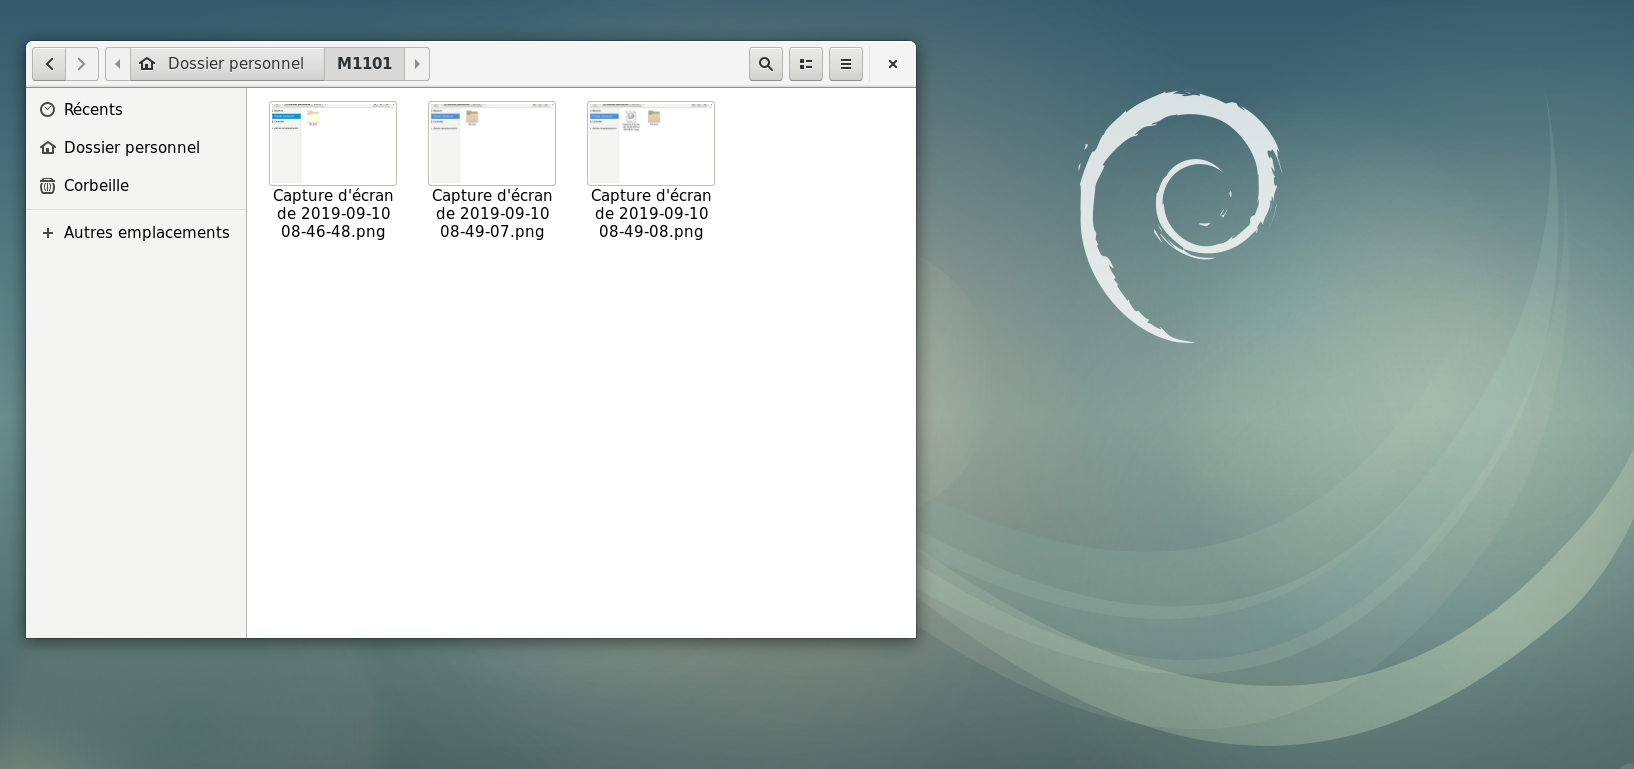 Dossier personnel M1101
Récents
Dossier personnel
Corbeille
Autres emplacements
Capture d'écran
de 2019-09-10
08-46-48.png
Capture d'écran
de 2019-09-10
08-49-07.png
Capture d'écran
de 2019-09-10
08-49-08.png